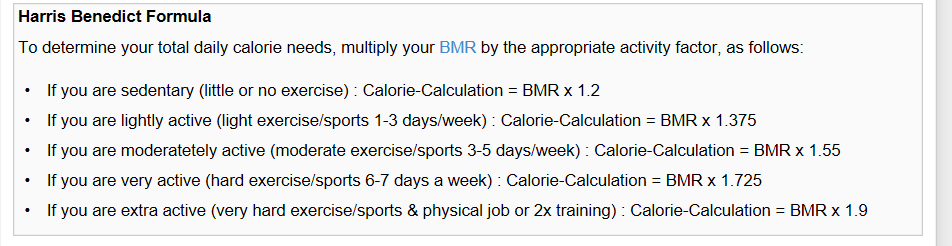 Harris Benedict Formula
To determine your total daily calorie needs, multiply your BMR by the appropriate activity factor, as follows:
• If you are sedentary (little or no exercise) : Calorie-Calculation = BMR x 1.2
• If you are lightly active (light exercise/sports 1-3 days/week) : Calorie-Calculation = BMR x 1.375
• If you are moderatetely active (moderate exercise/sports 3-5 days/week) : Calorie-Calculation = BMR x 1.55
• If you are very active (hard exercise/sports 6-7 days a week) : Calorie-Calculation = BMR x 1.725
• If you are extra active (very hard exercise/sports & physical job or 2x training) : Calorie-Calculation = BMR x 1.9